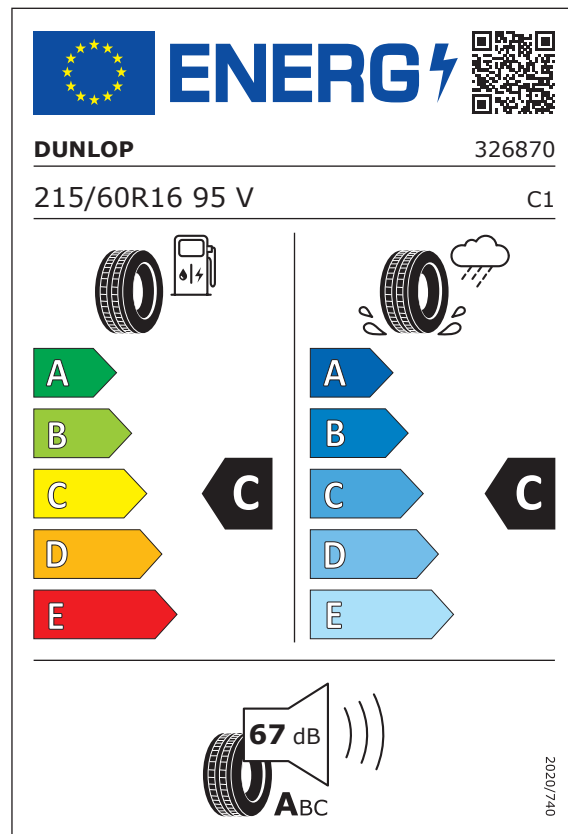 ENERG
DUNLOP
326870
215/60R16 95 V
C1
A
B
C
D
E
C
A
B
C
D
E
C
67 dB
ABC
2020/740